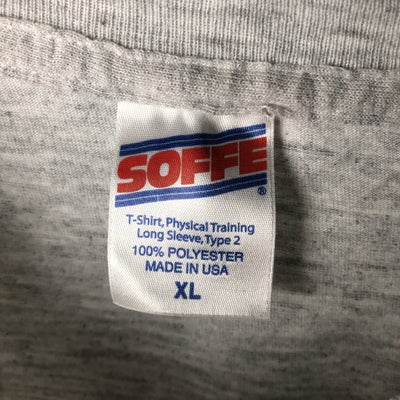 SOFFE®
T-Shirt, Physical Training
Long Sleeve, Type 2
100% POLYESTER
MADE IN USA
XL